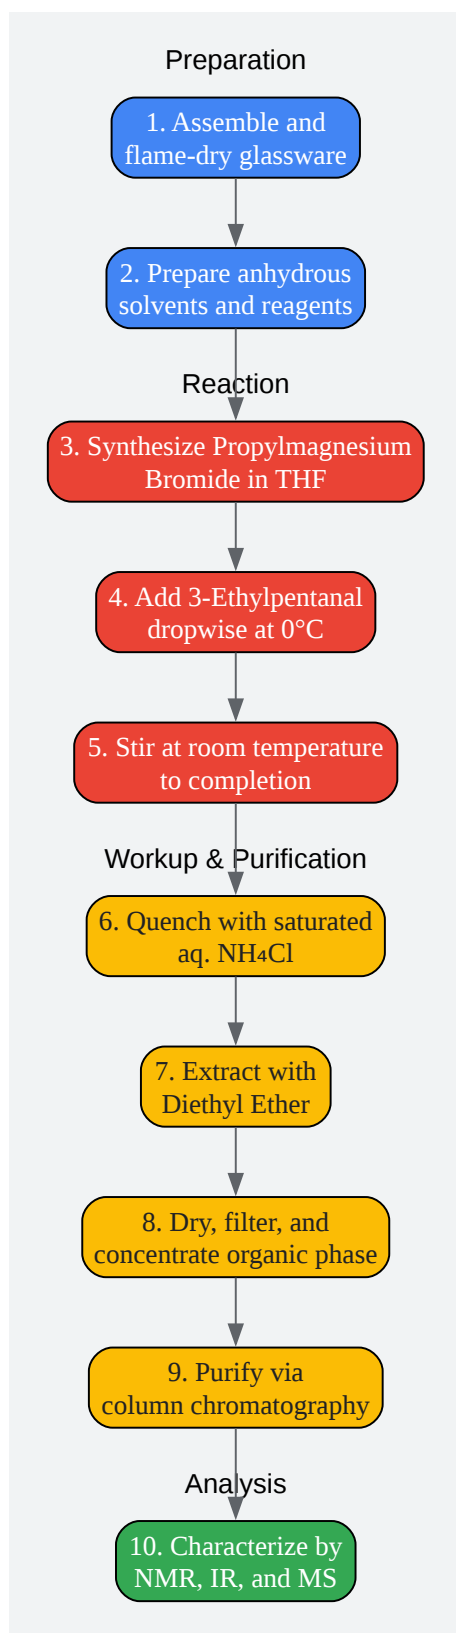 Preparation
1. Assemble and
flame-dry glassware
2. Prepare anhydrous
solvents and reagents
Reaction
3. Synthesize Propylmagnesium
Bromide in THF
4. Add 3-Ethylpentanal
dropwise at 0°C
5. Stir at room temperature
to completion
Workup & Purification
6. Quench with saturated
aq. NH₄Cl
7. Extract with
Diethyl Ether
8. Dry, filter, and
concentrate organic phase
9. Purify via
column chromatography
Analysis
10. Characterize by
NMR, IR, and MS